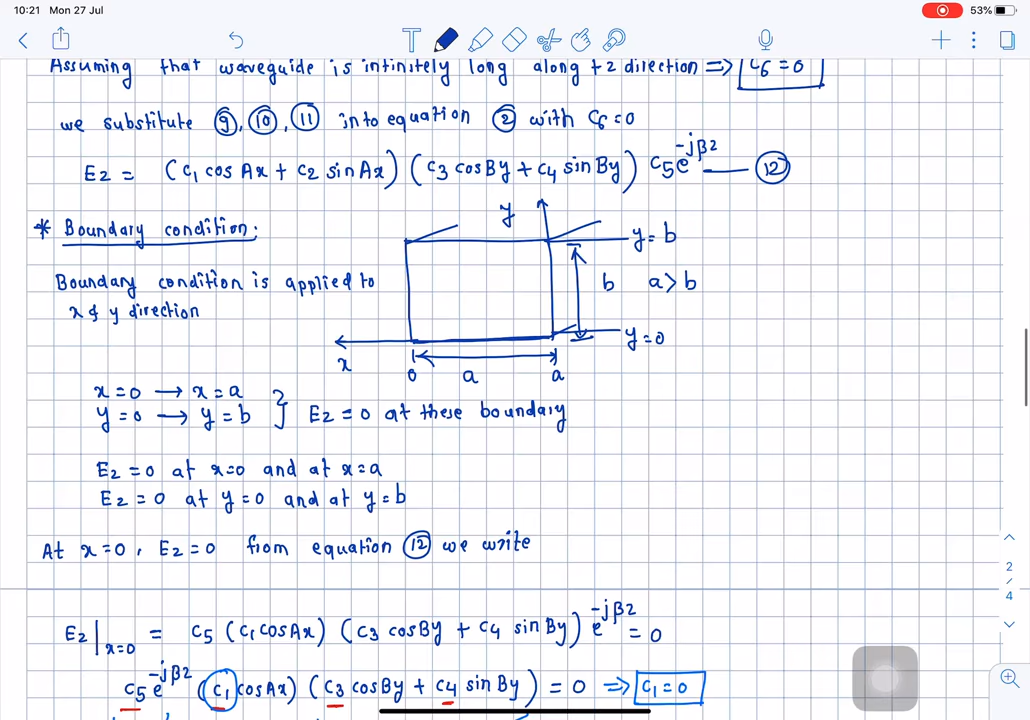 10:21 Mon 27 Jul
53%
Assuming that waveguide is infinitely long along +z direction => C6 = 0
we substitute 9, 10, 11 into equation 2 with C6 = 0
Ez = (C1 cos Ax + C2 sin Ax) (C3 cos By + C4 sin By) C5 e^-jβz —— 12
* Boundary condition:
y
y = b
Boundary condition is applied to
x & y direction
b a > b
y = 0
x
0 a a
x = 0 → x = a
y = 0 → y = b } Ez = 0 at these boundary
Ez = 0 at x = 0 and at x = a
Ez = 0 at y = 0 and at y = b
At x = 0, Ez = 0 from equation 12 we write
2
/
4
Ez |x=0 = C5 (C1 cos Ax) (C3 cos By + C4 sin By) e^-jβz = 0
C5 e^-jβz (C1 cos Ax) (C3 cos By + C4 sin By) = 0 => C1 = 0